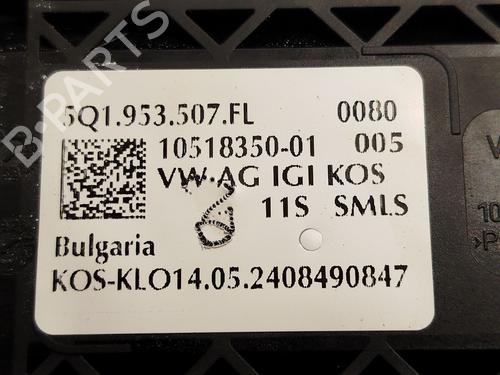 5Q1.953.507.FL 0080
10518350-01 005
VW·AG IGI KOS
11S SMLS
Bulgaria
KOS-KLO14.05.2408490847
B-PARTS
10
>P